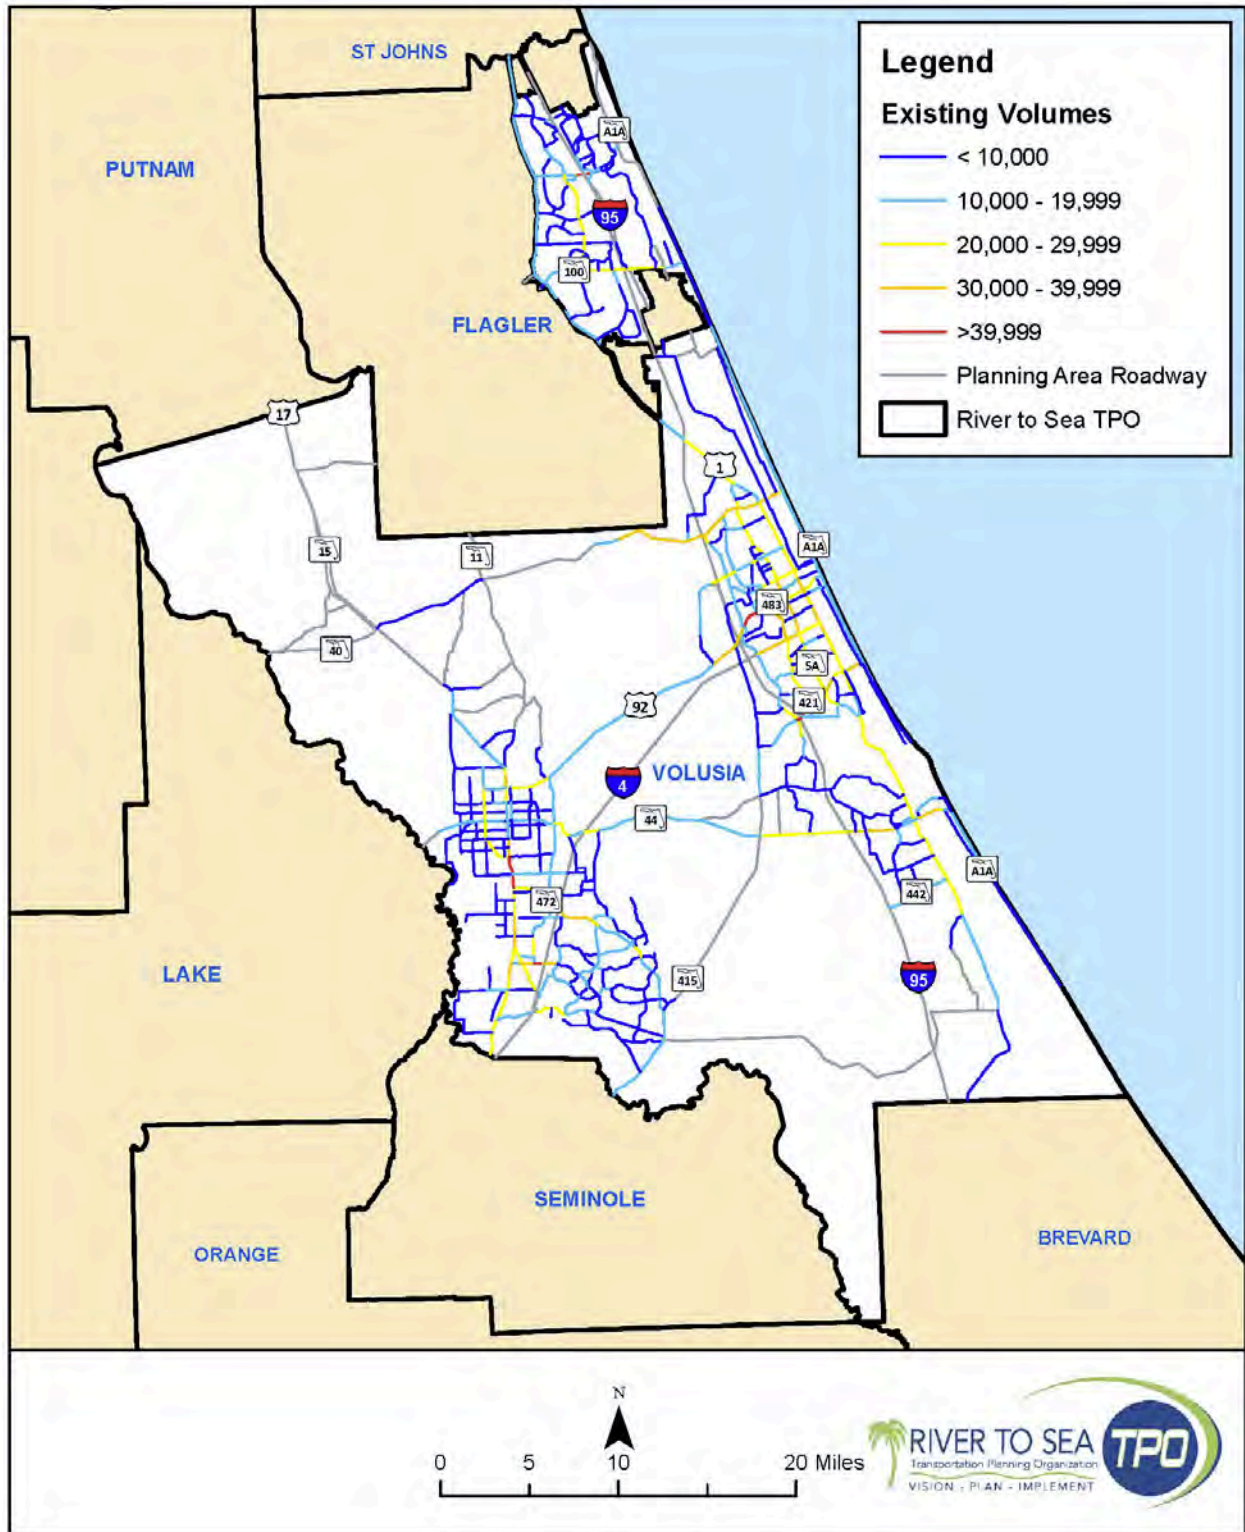 Legend
Existing Volumes
< 10,000
10,000 - 19,999
20,000 - 29,999
30,000 - 39,999
>39,999
Planning Area Roadway
River to Sea TPO
ST JOHNS
A1A
PUTNAM
95
100
FLAGLER
17
1
15
11
A1A
483
40
5A
92
421
VOLUSIA
4
44
A1A
472
442
LAKE
415
95
SEMINOLE
ORANGE
BREVARD
N
0 5 10 20 Miles
RIVER TO SEA
TPO
Transportation Planning Organization
VISION - PLAN - IMPLEMENT